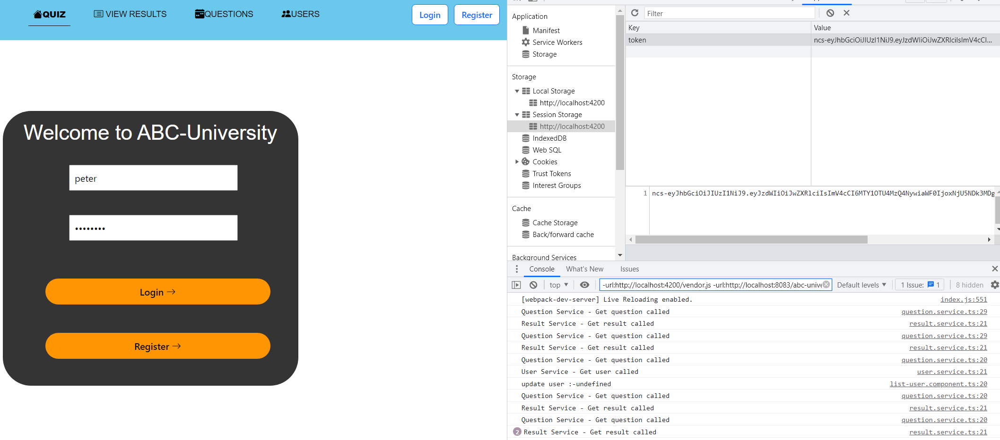 QUIZ VIEW RESULTS QUESTIONS USERS Login Register
Welcome to ABC-University
peter
••••••••
Login →
Register →
Application
Manifest
Service Workers
Storage
Storage
Local Storage
http://localhost:4200
Session Storage
http://localhost:4200
IndexedDB
Web SQL
Cookies
Trust Tokens
Interest Groups
Cache
Cache Storage
Back/forward cache
Background Services
Filter
Key Value
token ncs-eyJhbGciOiJIUzI1NiJ9.eyJzdWIiOiJwZXRlciIsImV4cCI...
1 ncs-eyJhbGciOiJIUzI1NiJ9.eyJzdWIiOiJwZXRlciIsImV4cCI6MTY1OTU4MzQ4NywiaWF0IjoxNjU5NDk3MDg
Console What's New Issues
top -url:http://localhost:4200/vendor.js -url:http://localhost:8083/abc-unive Default levels 1 Issue: 1 8 hidden
[webpack-dev-server] Live Reloading enabled. index.js:551
Question Service - Get question called question.service.ts:29
Result Service - Get result called result.service.ts:21
Question Service - Get question called question.service.ts:29
Result Service - Get result called result.service.ts:21
Question Service - Get question called question.service.ts:20
User Service - Get user called user.service.ts:21
update user :-undefined list-user.component.ts:20
Question Service - Get question called question.service.ts:20
Result Service - Get result called result.service.ts:21
Question Service - Get question called question.service.ts:20
2 Result Service - Get result called result.service.ts:21